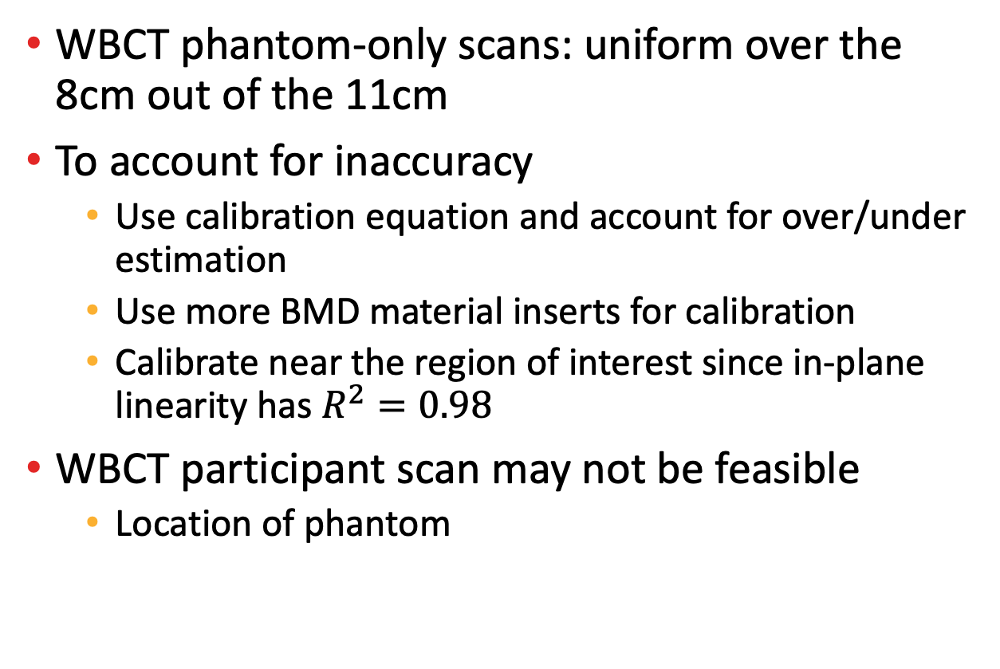 • WBCT phantom-only scans: uniform over the
8cm out of the 11cm
• To account for inaccuracy
• Use calibration equation and account for over/under
estimation
• Use more BMD material inserts for calibration
• Calibrate near the region of interest since in-plane
linearity has R² = 0.98
• WBCT participant scan may not be feasible
• Location of phantom